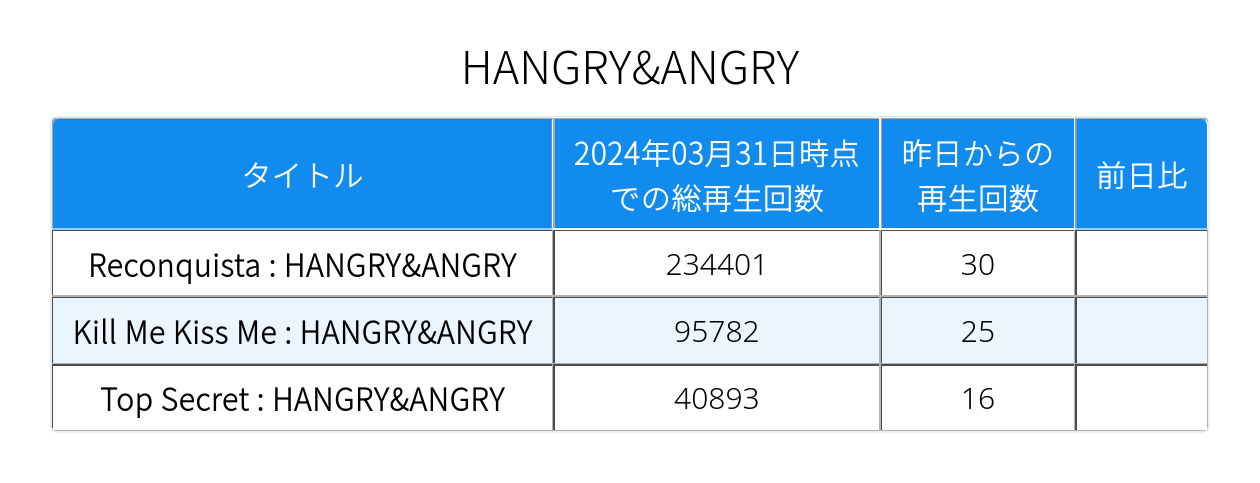 HANGRY&ANGRY
タイトル
2024年03月31日時点
での総再生回数
昨日からの
再生回数
前日比
Reconquista : HANGRY&ANGRY 234401 30
Kill Me Kiss Me : HANGRY&ANGRY 95782 25
Top Secret : HANGRY&ANGRY 40893 16